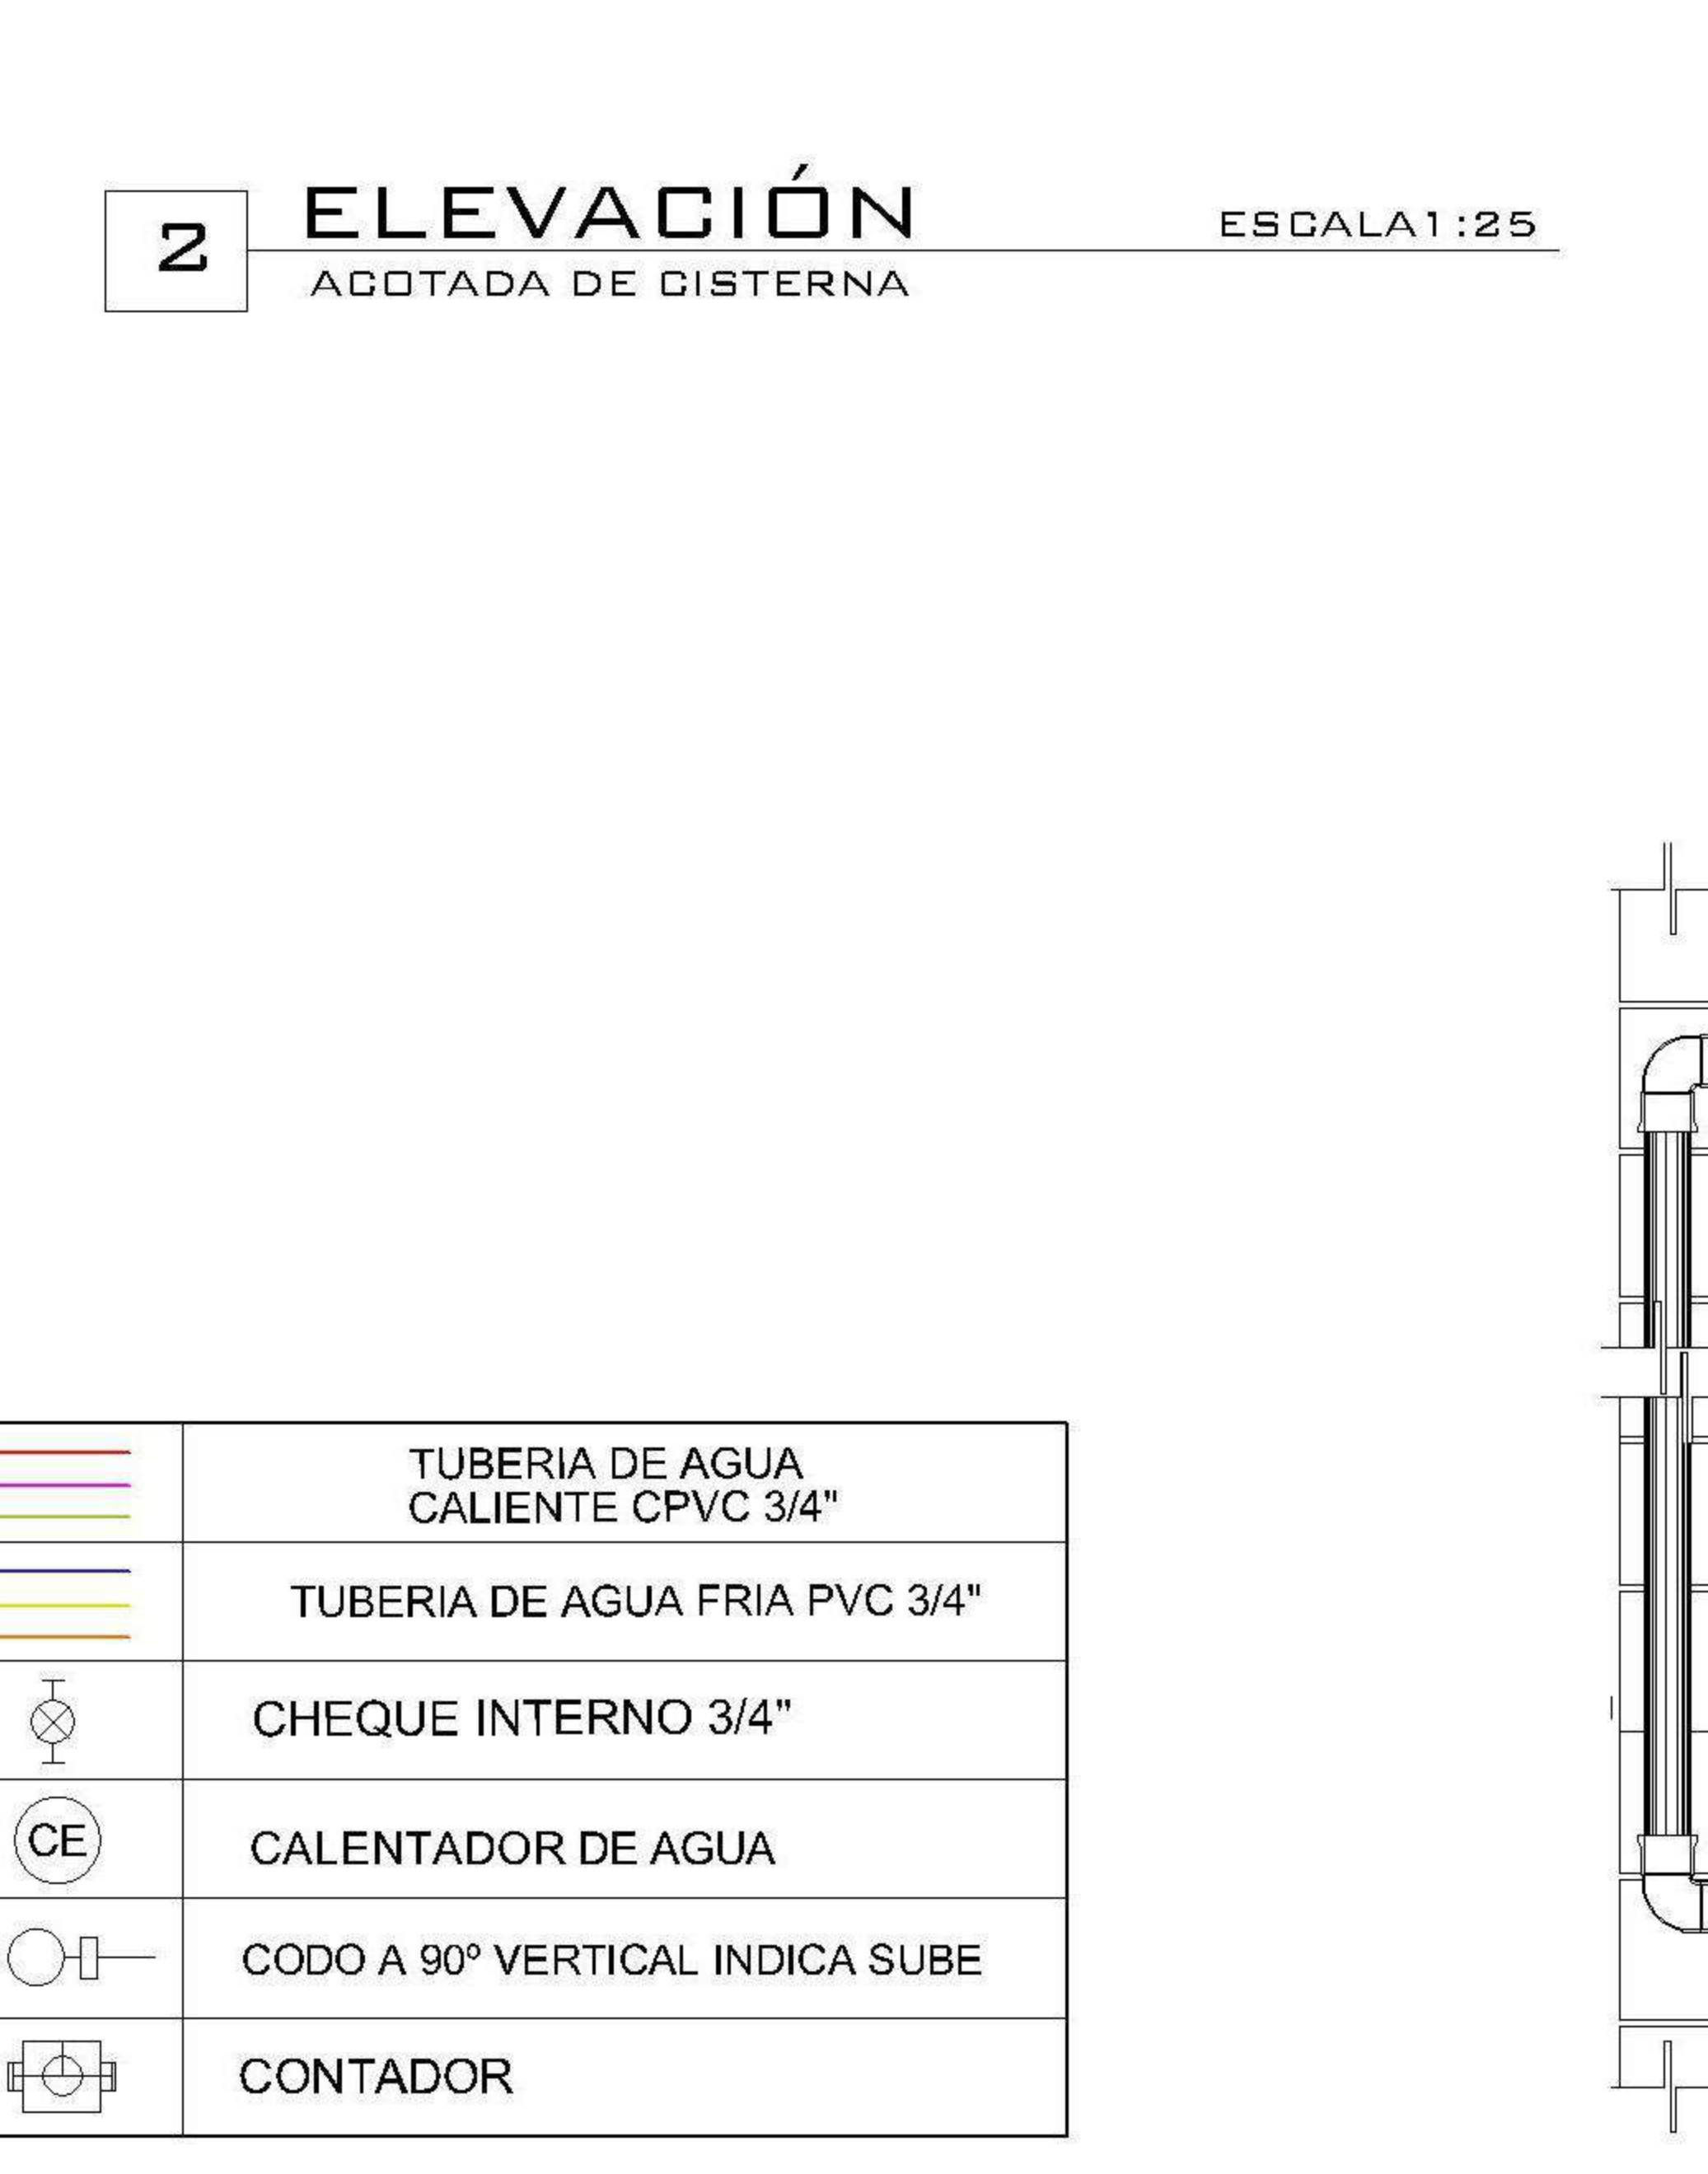 2
ELEVACIÓN
ESCALA1:25
ACOTADA DE CISTERNA
TUBERIA DE AGUA
CALIENTE CPVC 3/4"
TUBERIA DE AGUA FRIA PVC 3/4"
CHEQUE INTERNO 3/4"
CE
CALENTADOR DE AGUA
CODO A 90º VERTICAL INDICA SUBE
CONTADOR